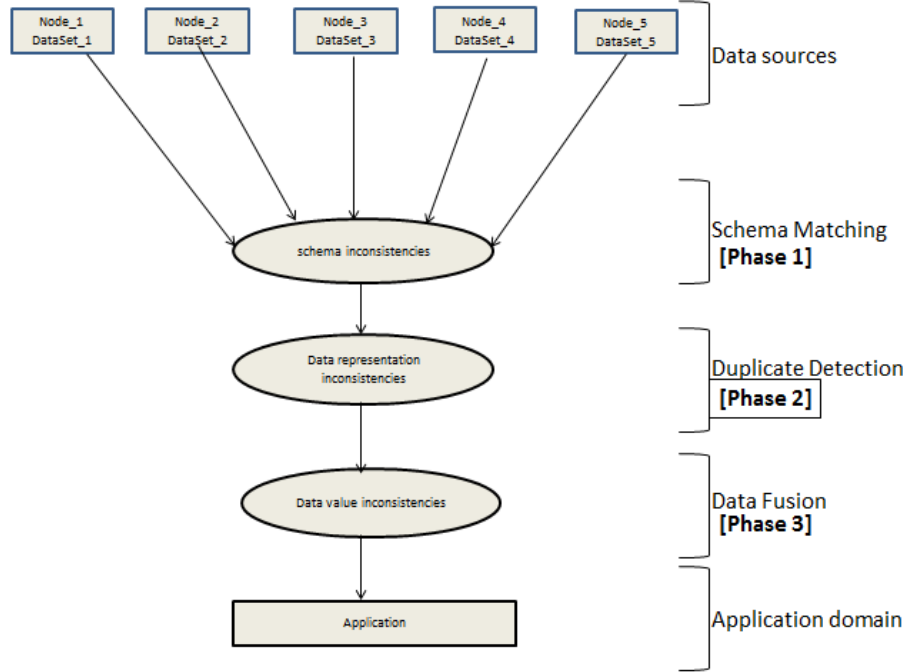 Node_1
DataSet_1
Node_2
DataSet_2
Node_3
DataSet_3
Node_4
DataSet_4
Node_5
DataSet_5
Data sources
schema inconsistencies
Schema Matching
[Phase 1]
Data representation
inconsistencies
Duplicate Detection
[Phase 2]
Data value inconsistencies
Data Fusion
[Phase 3]
Application
Application domain